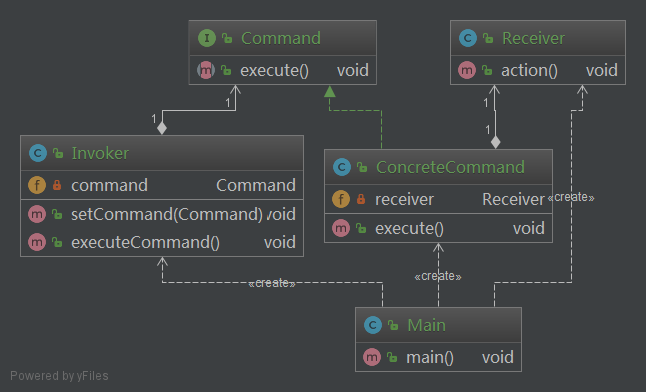 Command
execute() void
Receiver
action() void
1
1
1
1
Invoker
command Command
setCommand(Command) void
executeCommand() void
ConcreteCommand
receiver Receiver
execute() void
«create»
«create»
«create»
Main
main() void
Powered by yFiles